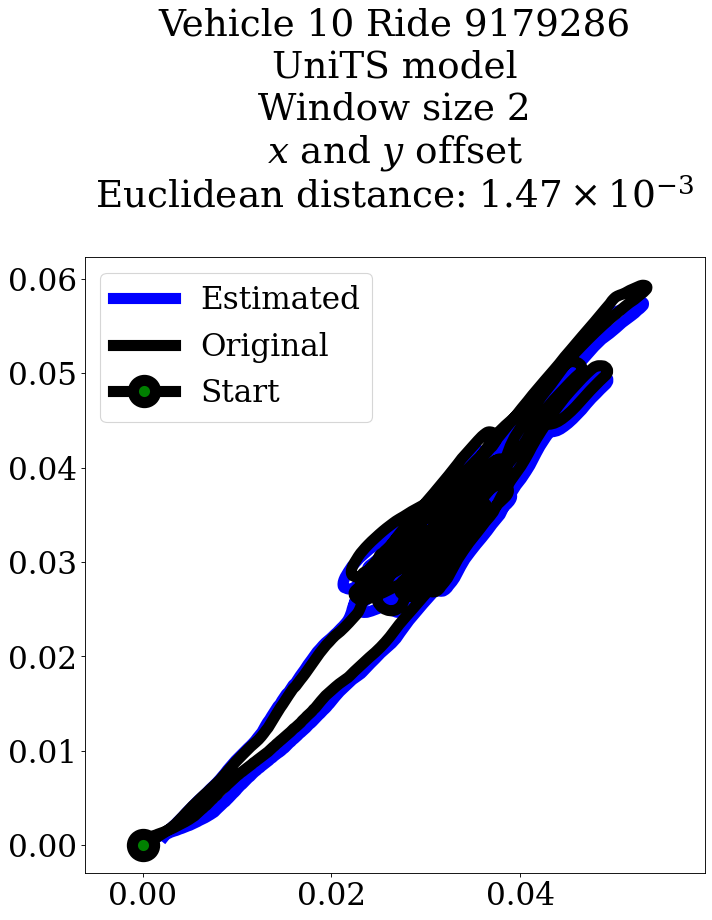 Vehicle 10 Ride 9179286
UniTS model
Window size 2
x and y offset
Euclidean distance: 1.47 × 10⁻³
Estimated
Original
Start
0.06
0.05
0.04
0.03
0.02
0.01
0.00
0.00 0.02 0.04